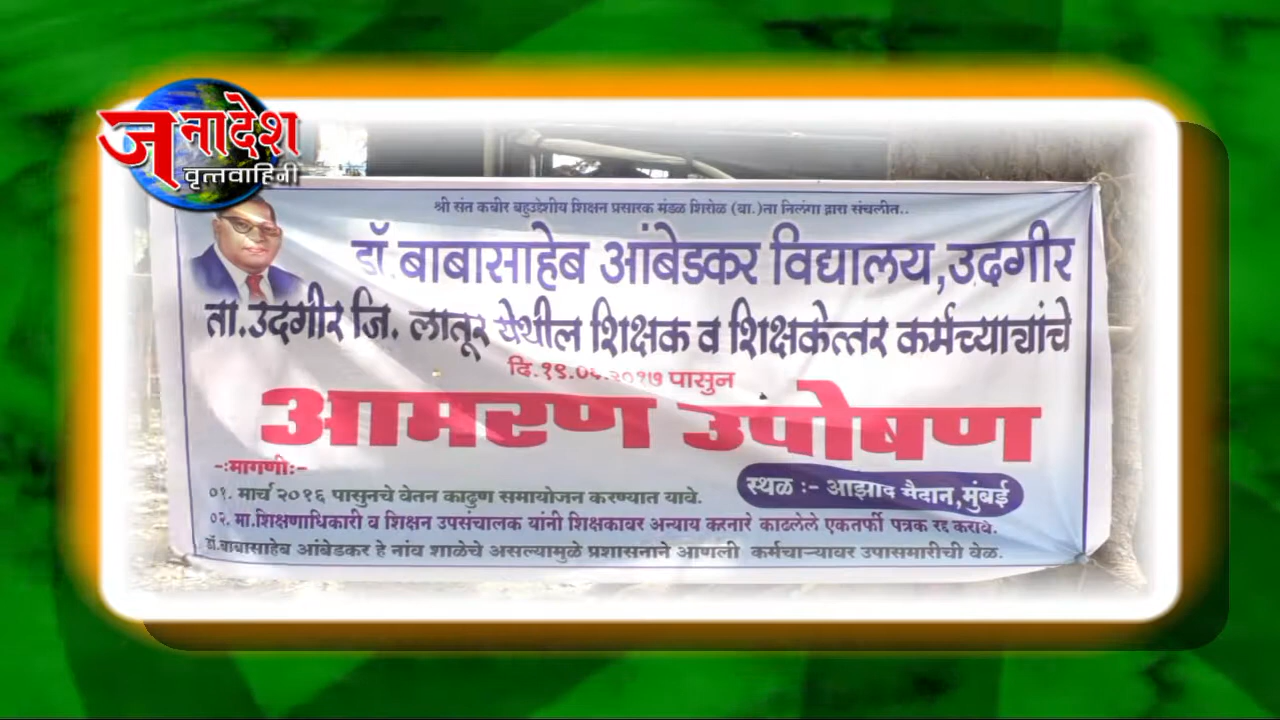 जनादेश
वृत्तवाहिनी
श्री संत कबीर बहुउद्देशीय शिक्षन प्रसारक मंडळ शिरोळ (वा.)ता निलंगा द्वारा संचलीत..
डॉ.बाबासाहेब आंबेडकर विद्यालय,उदगीर
ता.उदगीर जि. लातूर येथील शिक्षक व शिक्षकेत्तर कर्मच्याऱ्यांचे
पासुन
आमरण उपोषण
-:मागणी:-
स्थळ :- आझाद मैदान,मुंबई
०१. मार्च २०१६ पासुनचे वेतन काढुण समायोजन करण्यात यावे.
०२. मा.शिक्षणाधिकारी व शिक्षन उपसंचालक यांनी शिक्षकावर अन्याय करनारे काढलेले एकतर्फी पत्रक रद्द करावे.
डॉ.बाबासाहेब आंबेडकर हे नांव शाळेचे असल्यामुळे प्रशासनाने आणली कर्मचाऱ्यावर उपासमारीची वेळ.